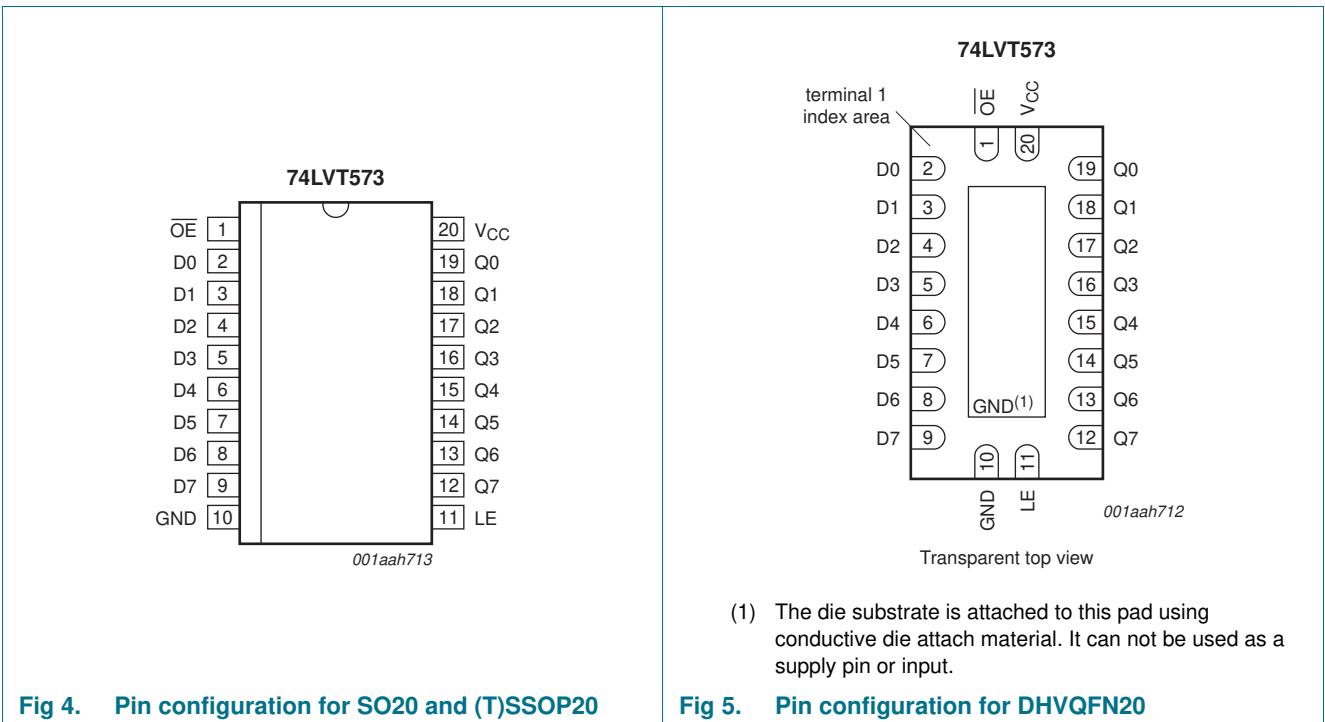 74LVT573
OE 1 20 VCC
D0 2 19 Q0
D1 3 18 Q1
D2 4 17 Q2
D3 5 16 Q3
D4 6 15 Q4
D5 7 14 Q5
D6 8 13 Q6
D7 9 12 Q7
GND 10 11 LE
001aah713
Fig 4. Pin configuration for SO20 and (T)SSOP20
74LVT573
terminal 1
index area
OE VCC
1 20
D0 2 19 Q0
D1 3 18 Q1
D2 4 17 Q2
D3 5 16 Q3
D4 6 15 Q4
D5 7 14 Q5
D6 8 13 Q6
GND(1)
D7 9 12 Q7
10 11
GND LE
001aah712
Transparent top view
(1) The die substrate is attached to this pad using
conductive die attach material. It can not be used as a
supply pin or input.
Fig 5. Pin configuration for DHVQFN20